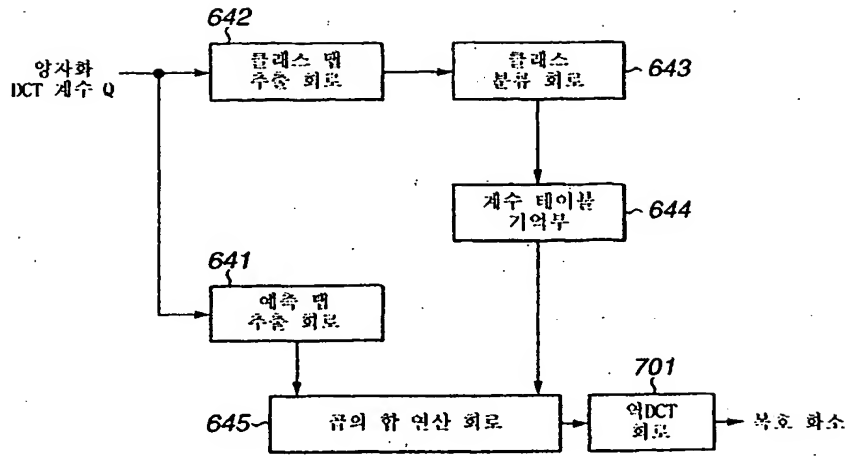 642
양자화
DCT 계수 Q
클래스 탭
추출 회로
클래스
분류 회로
643
계수 테이블
기억부
644
641
예측 탭
추출 회로
701
645
곱의 합 연산 회로
역DCT
회로
복호 화소